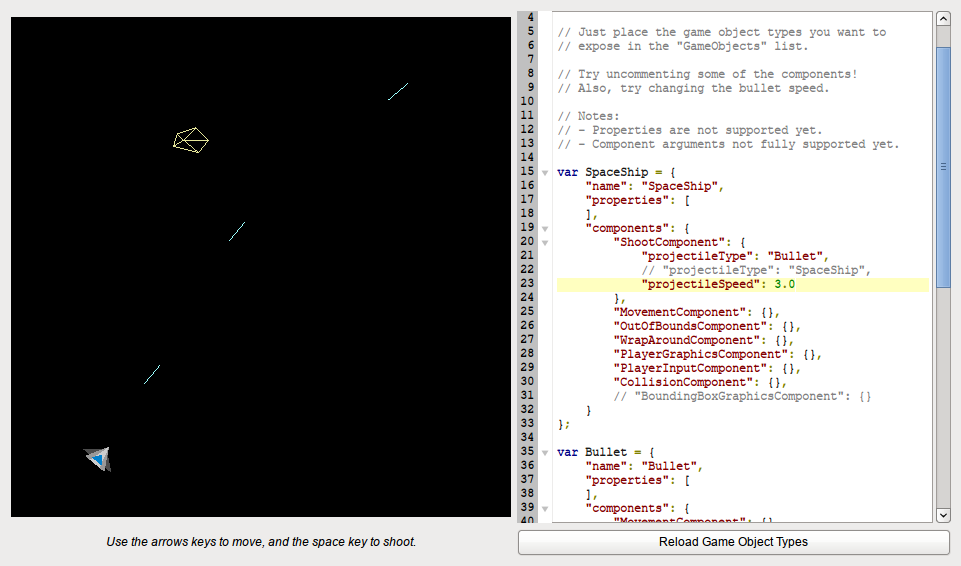 4
5 // Just place the game object types you want to
6 // expose in the "GameObjects" list.
7
8 // Try uncommenting some of the components!
9 // Also, try changing the bullet speed.
10
11 // Notes:
12 // - Properties are not supported yet.
13 // - Component arguments not fully supported yet.
14
15 var SpaceShip = {
16     "name": "SpaceShip",
17     "properties": [
18     ],
19     "components": {
20         "ShootComponent": {
21             "projectileType": "Bullet",
22             // "projectileType": "SpaceShip",
23             "projectileSpeed": 3.0
24         },
25         "MovementComponent": {},
26         "OutOfBoundsComponent": {},
27         "WrapAroundComponent": {},
28         "PlayerGraphicsComponent": {},
29         "PlayerInputComponent": {},
30         "CollisionComponent": {},
31         // "BoundingBoxGraphicsComponent": {}
32     }
33 };
34
35 var Bullet = {
36     "name": "Bullet",
37     "properties": [
38     ],
39     "components": {
40         "MovementComponent": {},
Use the arrows keys to move, and the space key to shoot.
Reload Game Object Types